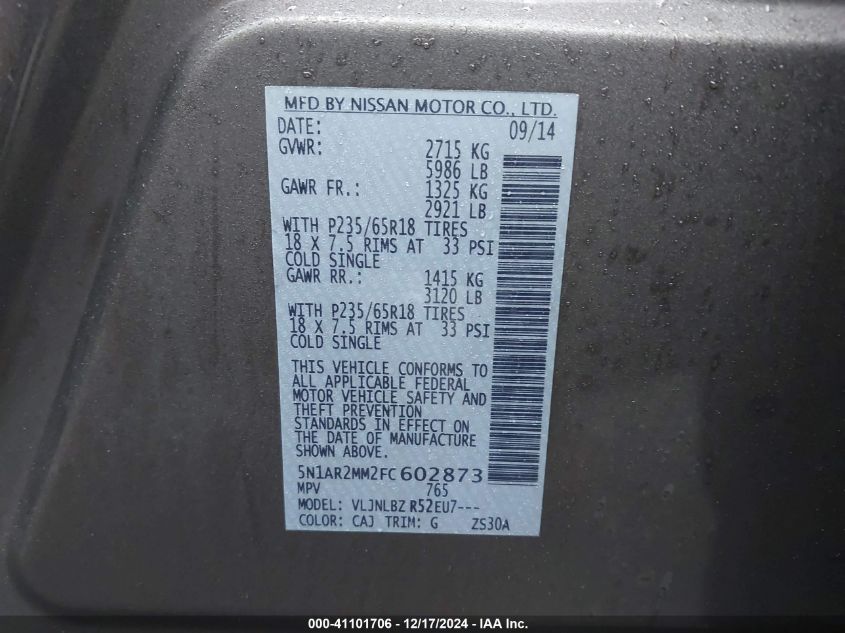 MFD BY NISSAN MOTOR CO., LTD.
DATE: 09/14
GVWR: 2715 KG
5986 LB
GAWR FR.: 1325 KG
2921 LB
WITH P235/65R18 TIRES
18 X 7.5 RIMS AT 33 PSI
COLD SINGLE
GAWR RR.: 1415 KG
3120 LB
WITH P235/65R18 TIRES
18 X 7.5 RIMS AT 33 PSI
COLD SINGLE
THIS VEHICLE CONFORMS TO
ALL APPLICABLE FEDERAL
MOTOR VEHICLE SAFETY AND
THEFT PREVENTION
STANDARDS IN EFFECT ON
THE DATE OF MANUFACTURE
SHOWN ABOVE.
5N1AR2MM2FC602873
MPV 765
MODEL: VLJNLBZ R52EU7---
COLOR: CAJ TRIM: G ZS30A
000-41101706 - 12/17/2024 - IAA Inc.